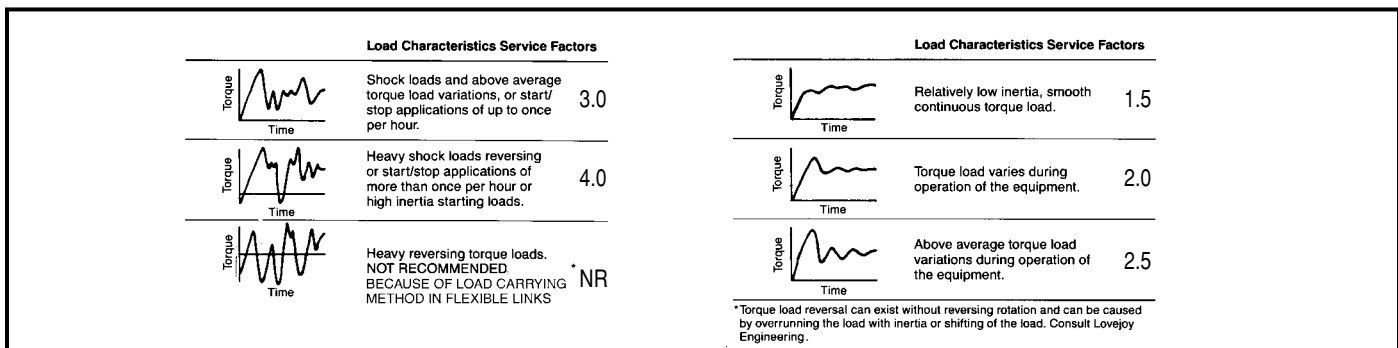 Load Characteristics Service Factors
Torque
Time
Shock loads and above average
torque load variations, or start/
stop applications of up to once
per hour.
3.0
Torque
Time
Heavy shock loads reversing
or start/stop applications of
more than once per hour or
high inertia starting loads.
4.0
Torque
Time
Heavy reversing torque loads.
NOT RECOMMENDED
BECAUSE OF LOAD CARRYING
METHOD IN FLEXIBLE LINKS
*NR
Load Characteristics Service Factors
Torque
Time
Relatively low inertia, smooth
continuous torque load.
1.5
Torque
Time
Torque load varies during
operation of the equipment.
2.0
Torque
Time
Above average torque load
variations during operation of
the equipment.
2.5
*Torque load reversal can exist without reversing rotation and can be caused
by overrunning the load with inertia or shifting of the load. Consult Lovejoy
Engineering.